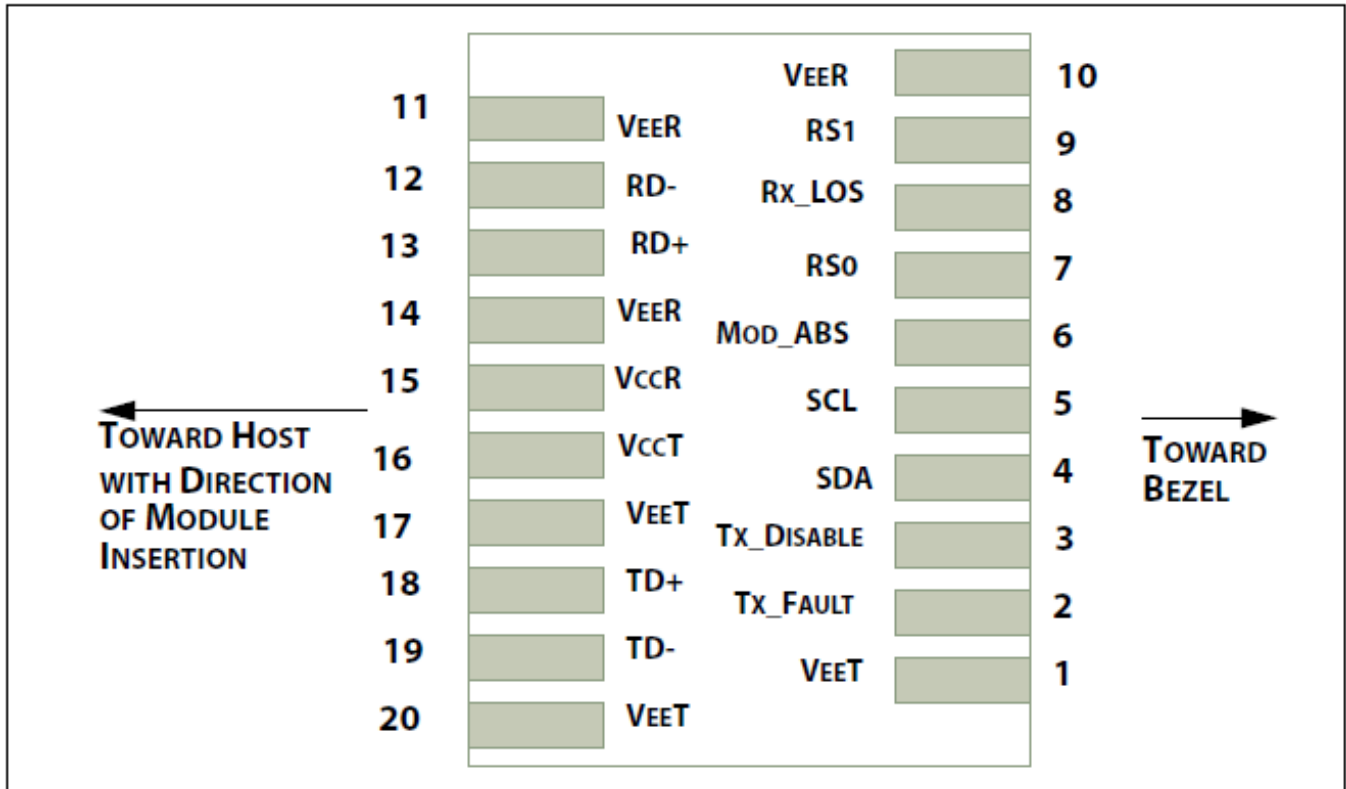 VEER 10
11 VEER
RS1 9
12 RD-
Rx_LOS 8
13 RD+
RS0 7
14 VEER
MOD_ABS 6
15 VCCR
SCL 5
TOWARD HOST
WITH DIRECTION
OF MODULE
INSERTION
16 VCCT
SDA 4
TOWARD
BEZEL
17 VEET
TX_DISABLE 3
18 TD+
TX_FAULT 2
19 TD-
VEET 1
20 VEET